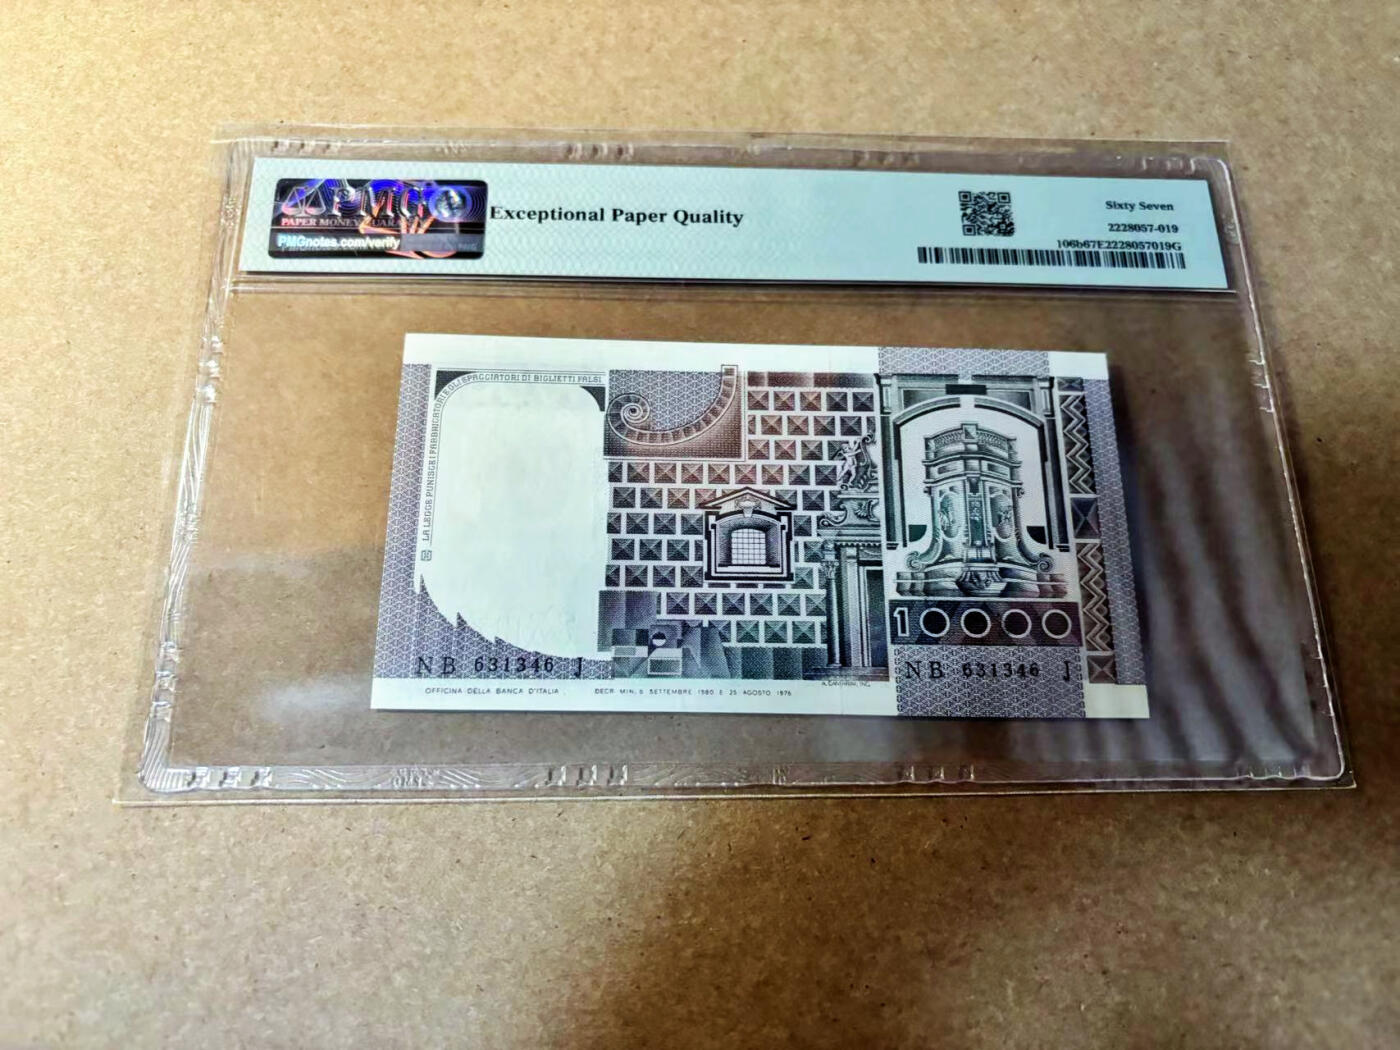 PMG
PAPER MONEY GUARANTY
PMGnotes.com/verify
Exceptional Paper Quality
Sixty Seven
2228057-019
106b67E2228057019G
LA LEGGE PUNISCE I FABBRICATORI E GLI SPACCIATORI DI BIGLIETTI FALSI
10000
NB 631346 J
NB 631346 J
OFFICINA DELLA BANCA D'ITALIA
DECR. MIN. 6 SETTEMBRE 1980 E 25 AGOSTO 1976